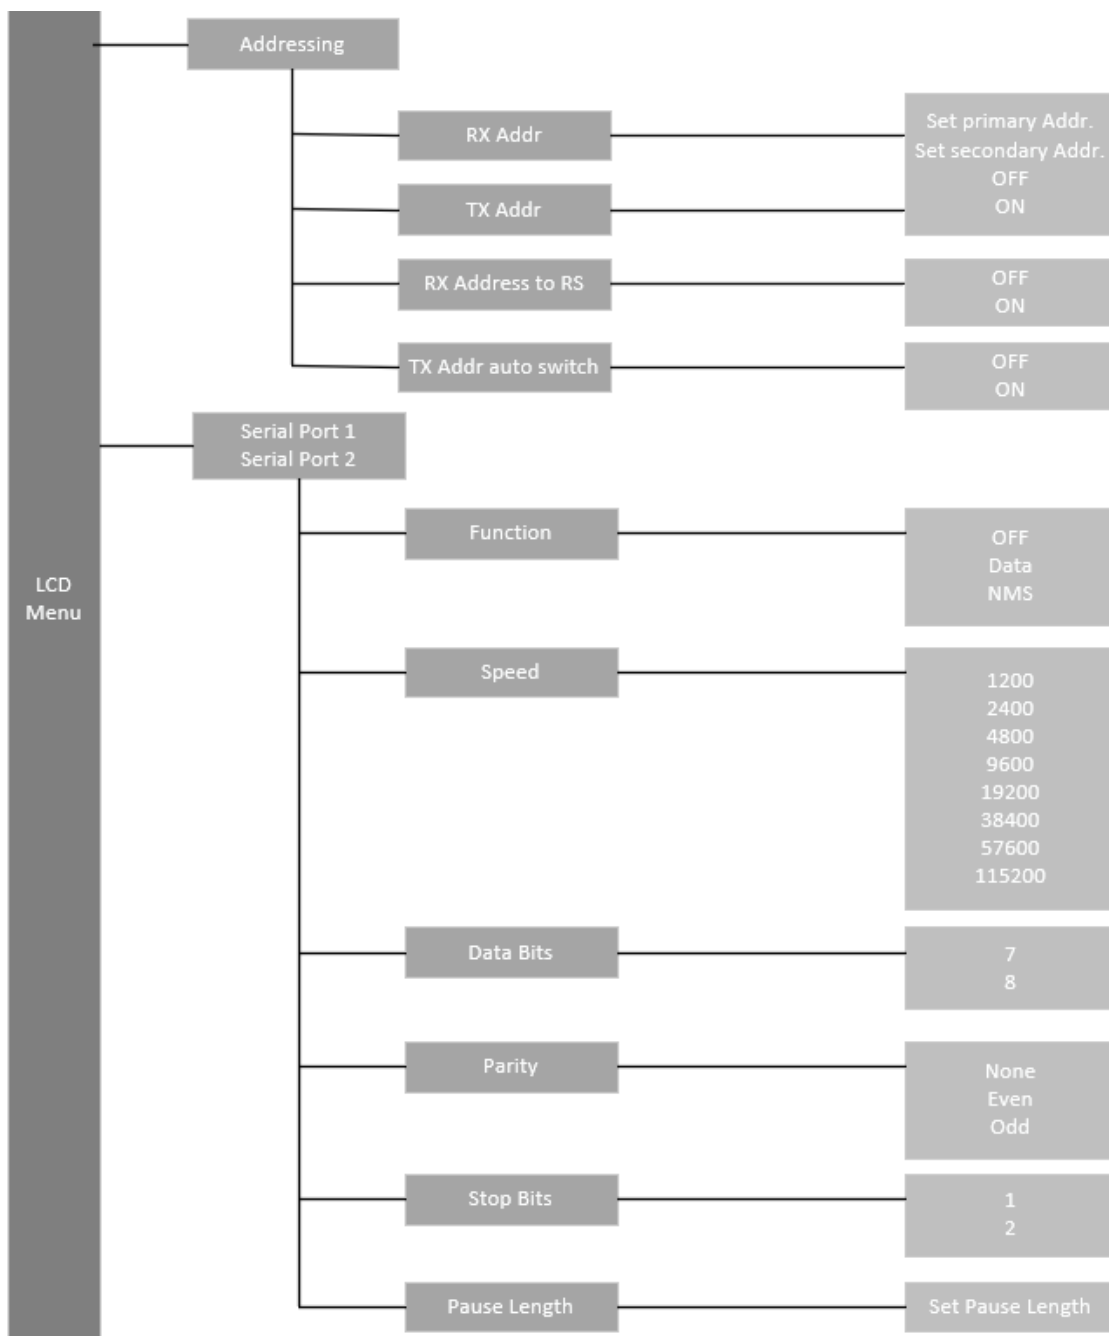 LCD
Menu
Addressing
RX Addr
TX Addr
Set primary Addr.
Set secondary Addr.
OFF
ON
RX Address to RS
OFF
ON
TX Addr auto switch
OFF
ON
Serial Port 1
Serial Port 2
Function
OFF
Data
NMS
Speed
1200
2400
4800
9600
19200
38400
57600
115200
Data Bits
7
8
Parity
None
Even
Odd
Stop Bits
1
2
Pause Length
Set Pause Length